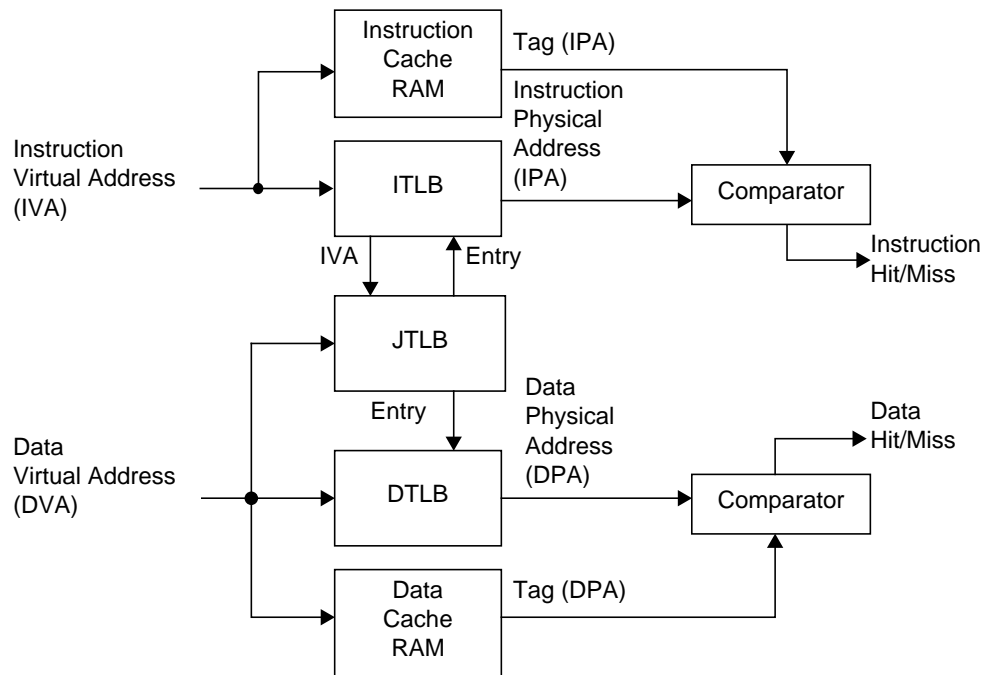 Instruction
Cache
RAM
Tag (IPA)
Instruction
Physical
Address
(IPA)
Instruction
Virtual Address
(IVA)
ITLB
Comparator
IVA
Entry
Instruction
Hit/Miss
JTLB
Entry
Data
Physical
Address
(DPA)
Data
Hit/Miss
Data
Virtual Address
(DVA)
DTLB
Comparator
Data
Cache
RAM
Tag (DPA)